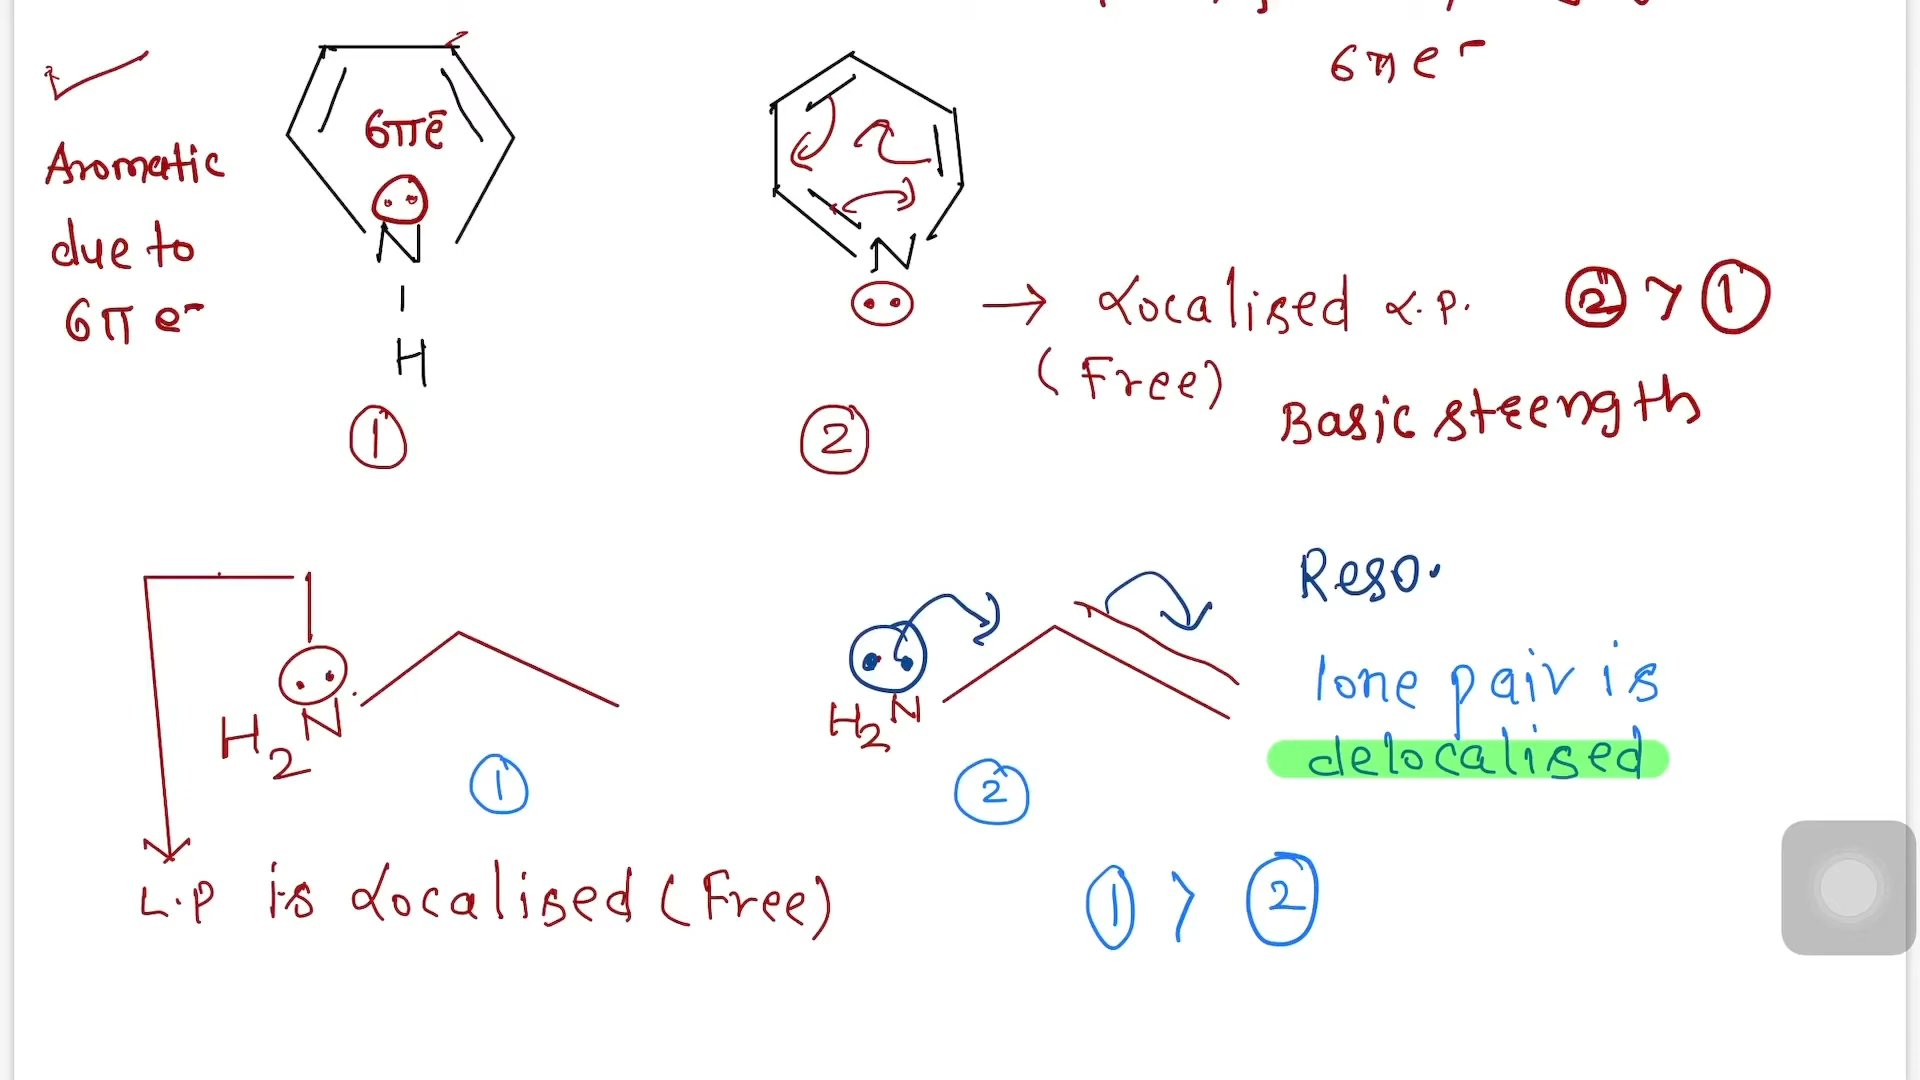 6πe-
Aromatic
due to
6π e-
6πē
N
H
①
N
②
→ Localised L.P.
(Free)
② > ①
Basic streength
H2N
①
L.P is Localised (Free)
H2N
②
Reso.
lone pair is
delocalised
① > ②